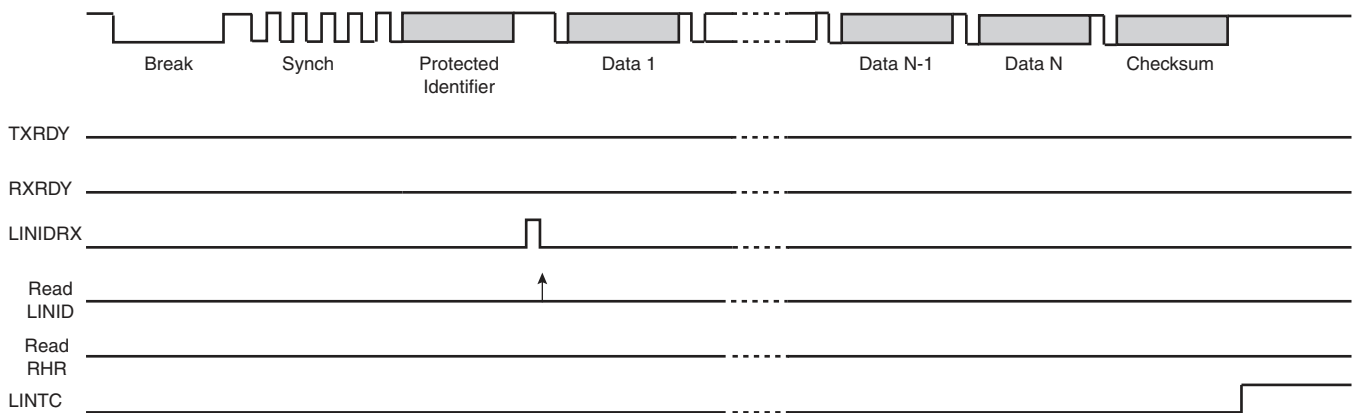 Break
Synch
Protected
Identifier
Data 1
Data N-1
Data N
Checksum
TXRDY
RXRDY
LINIDRX
Read
LINID
Read
RHR
LINTC